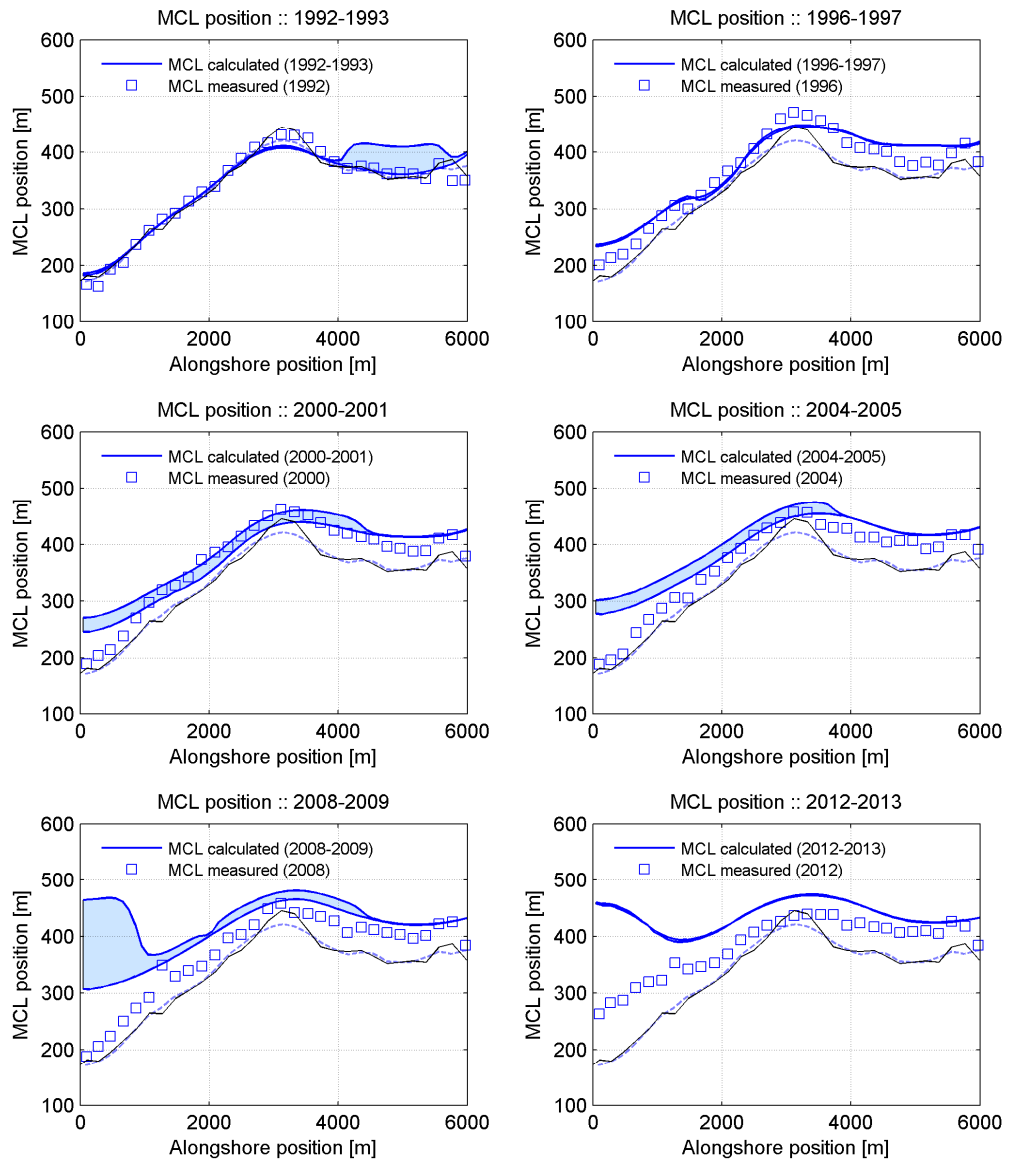 MCL position :: 1992-1993
600
500
400
300
200
100
MCL position [m]
MCL calculated (1992-1993)
MCL measured (1992)
0
2000
4000
6000
Alongshore position [m]
MCL position :: 1996-1997
600
500
400
300
200
100
MCL position [m]
MCL calculated (1996-1997)
MCL measured (1996)
0
2000
4000
6000
Alongshore position [m]
MCL position :: 2000-2001
600
500
400
300
200
100
MCL position [m]
MCL calculated (2000-2001)
MCL measured (2000)
0
2000
4000
6000
Alongshore position [m]
MCL position :: 2004-2005
600
500
400
300
200
100
MCL position [m]
MCL calculated (2004-2005)
MCL measured (2004)
0
2000
4000
6000
Alongshore position [m]
MCL position :: 2008-2009
600
500
400
300
200
100
MCL position [m]
MCL calculated (2008-2009)
MCL measured (2008)
0
2000
4000
6000
Alongshore position [m]
MCL position :: 2012-2013
600
500
400
300
200
100
MCL position [m]
MCL calculated (2012-2013)
MCL measured (2012)
0
2000
4000
6000
Alongshore position [m]